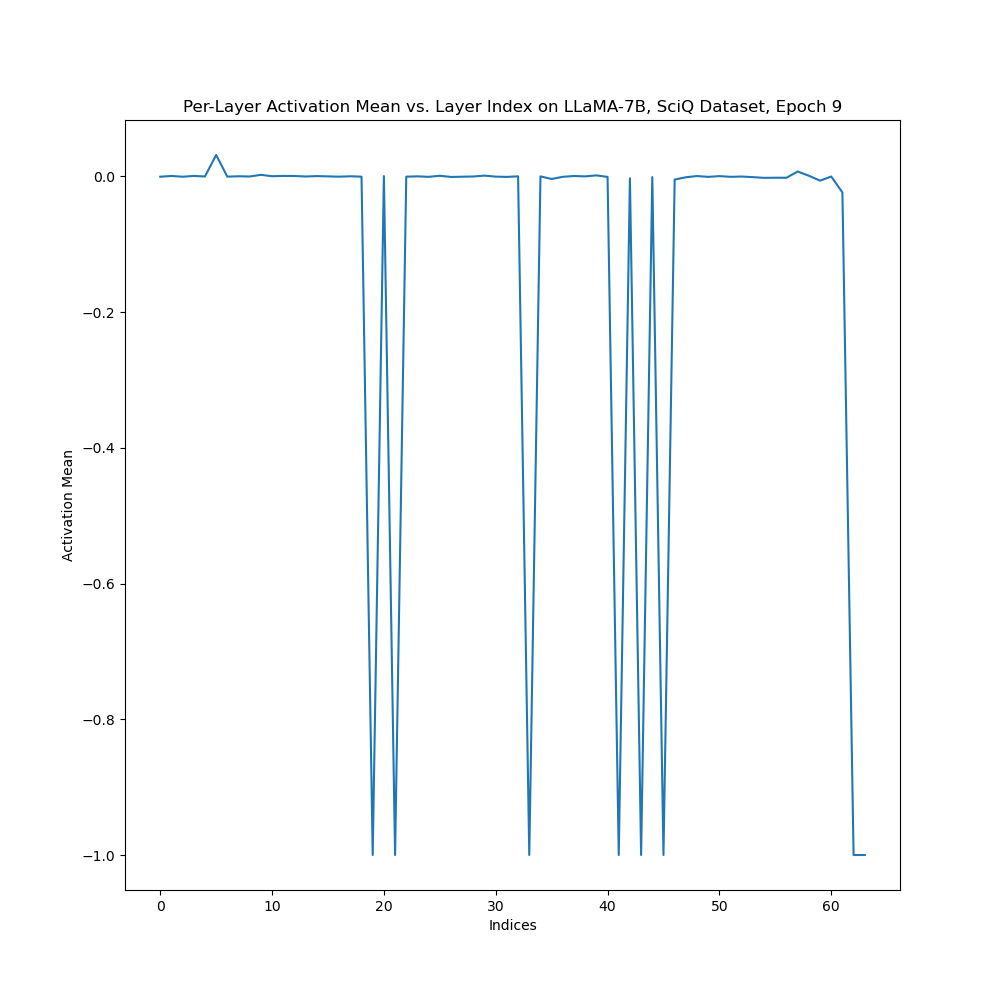 Per-Layer Activation Mean vs. Layer Index on LLaMA-7B, SciQ Dataset, Epoch 9
0.0
−0.2
−0.4
−0.6
−0.8
−1.0
Activation Mean
0 10 20 30 40 50 60
Indices